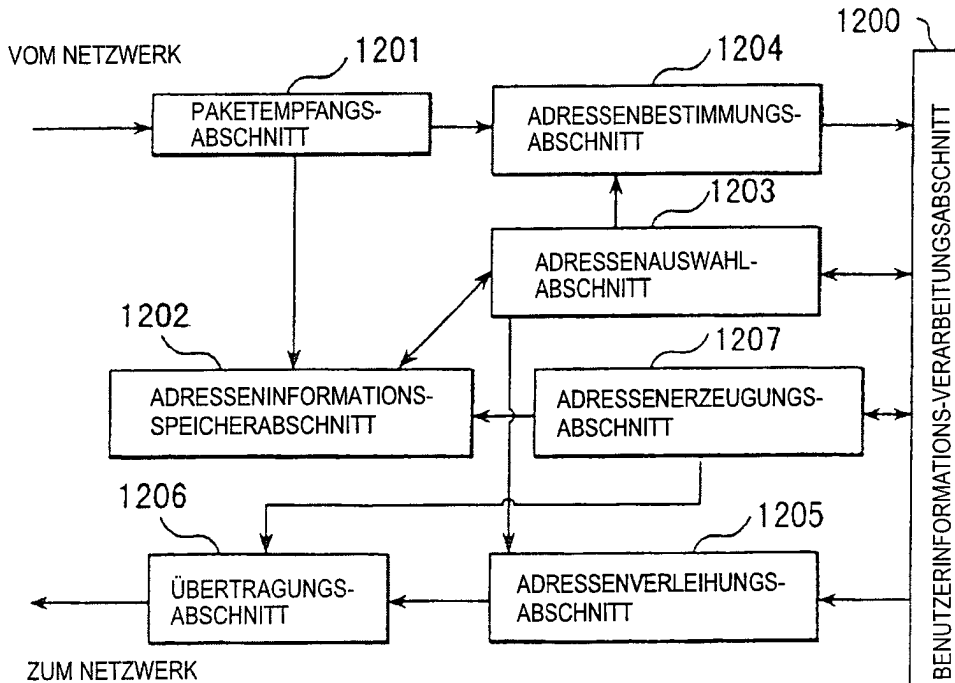 1200
VOM NETZWERK
1201
1204
PAKETEMPFANGS-
ABSCHNITT
ADRESSENBESTIMMUNGS-
ABSCHNITT
1203
ADRESSENAUSWAHL-
ABSCHNITT
1202
1207
ADRESSENINFORMATIONS-
SPEICHERABSCHNITT
ADRESSENERZEUGUNGS-
ABSCHNITT
1206
1205
ÜBERTRAGUNGS-
ABSCHNITT
ADRESSENVERLEIHUNGS-
ABSCHNITT
ZUM NETZWERK
BENUTZERINFORMATIONS-VERARBEITUNGSABSCHNITT